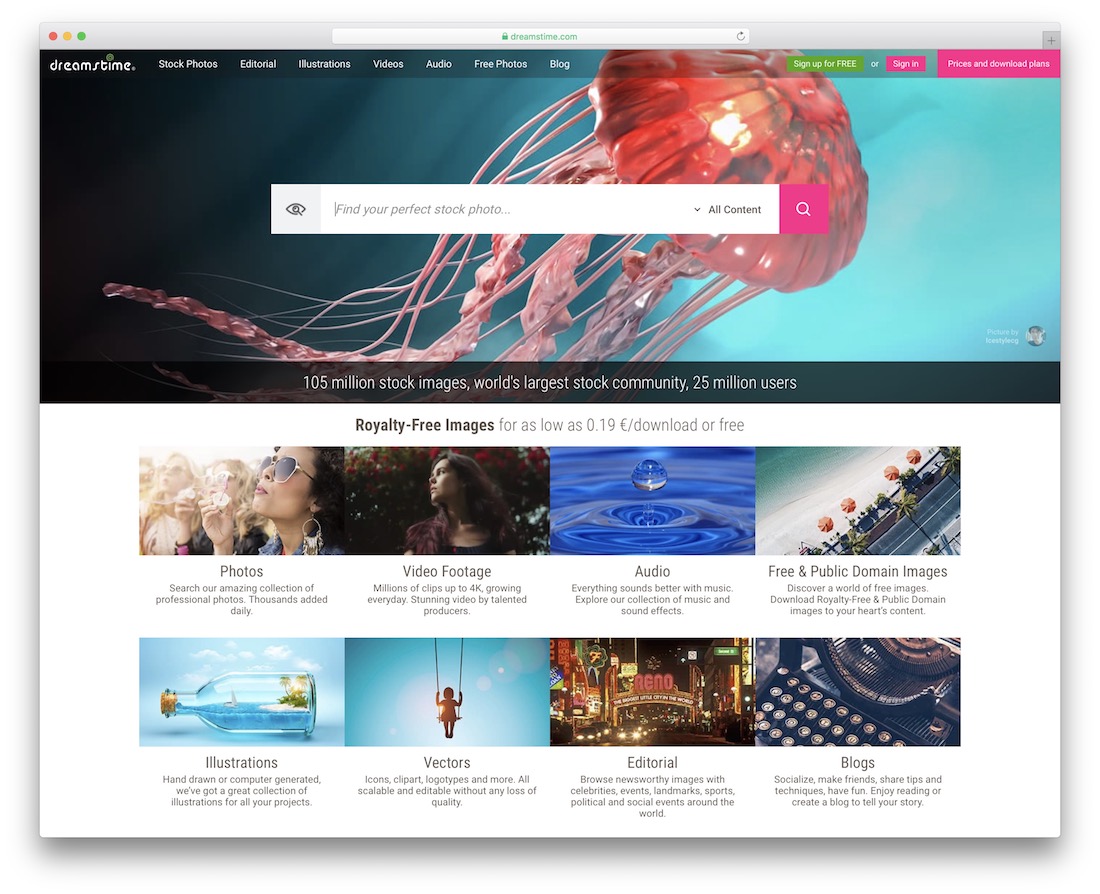 dreamstime.com
dreamstime.
Stock Photos Editorial Illustrations Videos Audio Free Photos Blog
Sign up for FREE or Sign in Prices and download plans
Find your perfect stock photo... All Content
Picture by
Icestylecg
105 million stock images, world's largest stock community, 25 million users
Royalty-Free Images for as low as 0.19 €/download or free
Photos
Search our amazing collection of
professional photos. Thousands added
daily.
Video Footage
Millions of clips up to 4K, growing
everyday. Stunning video by talented
producers.
Audio
Everything sounds better with music.
Explore our collection of music and
sound effects.
Free & Public Domain Images
Discover a world of free images.
Download Royalty-Free & Public Domain
images to your heart's content.
RENO
THE BIGGEST LITTLE CITY IN THE WORLD
Illustrations
Hand drawn or computer generated,
we've got a great collection of
illustrations for all your projects.
Vectors
Icons, clipart, logotypes and more. All
scalable and editable without any loss of
quality.
Editorial
Browse newsworthy images with
celebrities, events, landmarks, sports,
political and social events around the
world.
Blogs
Socialize, make friends, share tips and
techniques, have fun. Enjoy reading or
create a blog to tell your story.